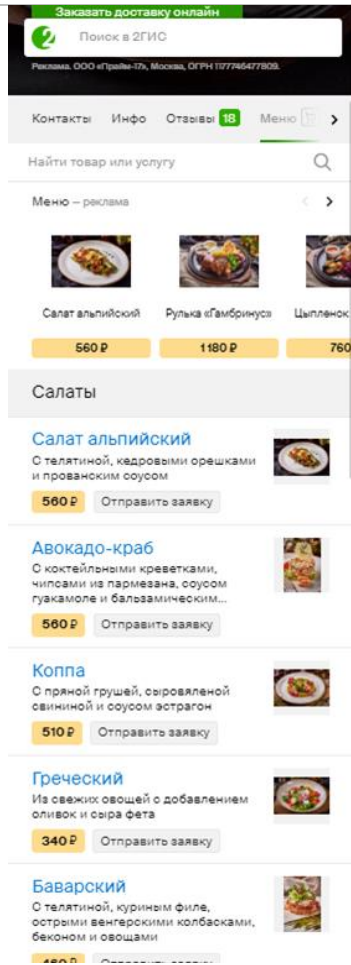 Заказать доставку онлайн
Поиск в 2ГИС
Реклама. ООО «Прайм-17», Москва, ОГРН 1177746477809.
Контакты Инфо Отзывы 18 Меню
Найти товар или услугу
Меню – реклама
Салат альпийский Рулька «Гамбринус» Цыпленок
560 ₽ 1180 ₽ 760
Салаты
Салат альпийский
С телятиной, кедровыми орешками
и прованским соусом
560 ₽ Отправить заявку
Авокадо-краб
С коктейльными креветками,
чипсами из пармезана, соусом
гуакамоле и бальзамическим...
560 ₽ Отправить заявку
Коппа
С пряной грушей, сыровяленой
свининой и соусом эстрагон
510 ₽ Отправить заявку
Греческий
Из свежих овощей с добавлением
оливок и сыра фета
340 ₽ Отправить заявку
Баварский
С телятиной, куриным филе,
острыми венгерскими колбасками,
беконом и овощами
460 ₽ Отправить заявку